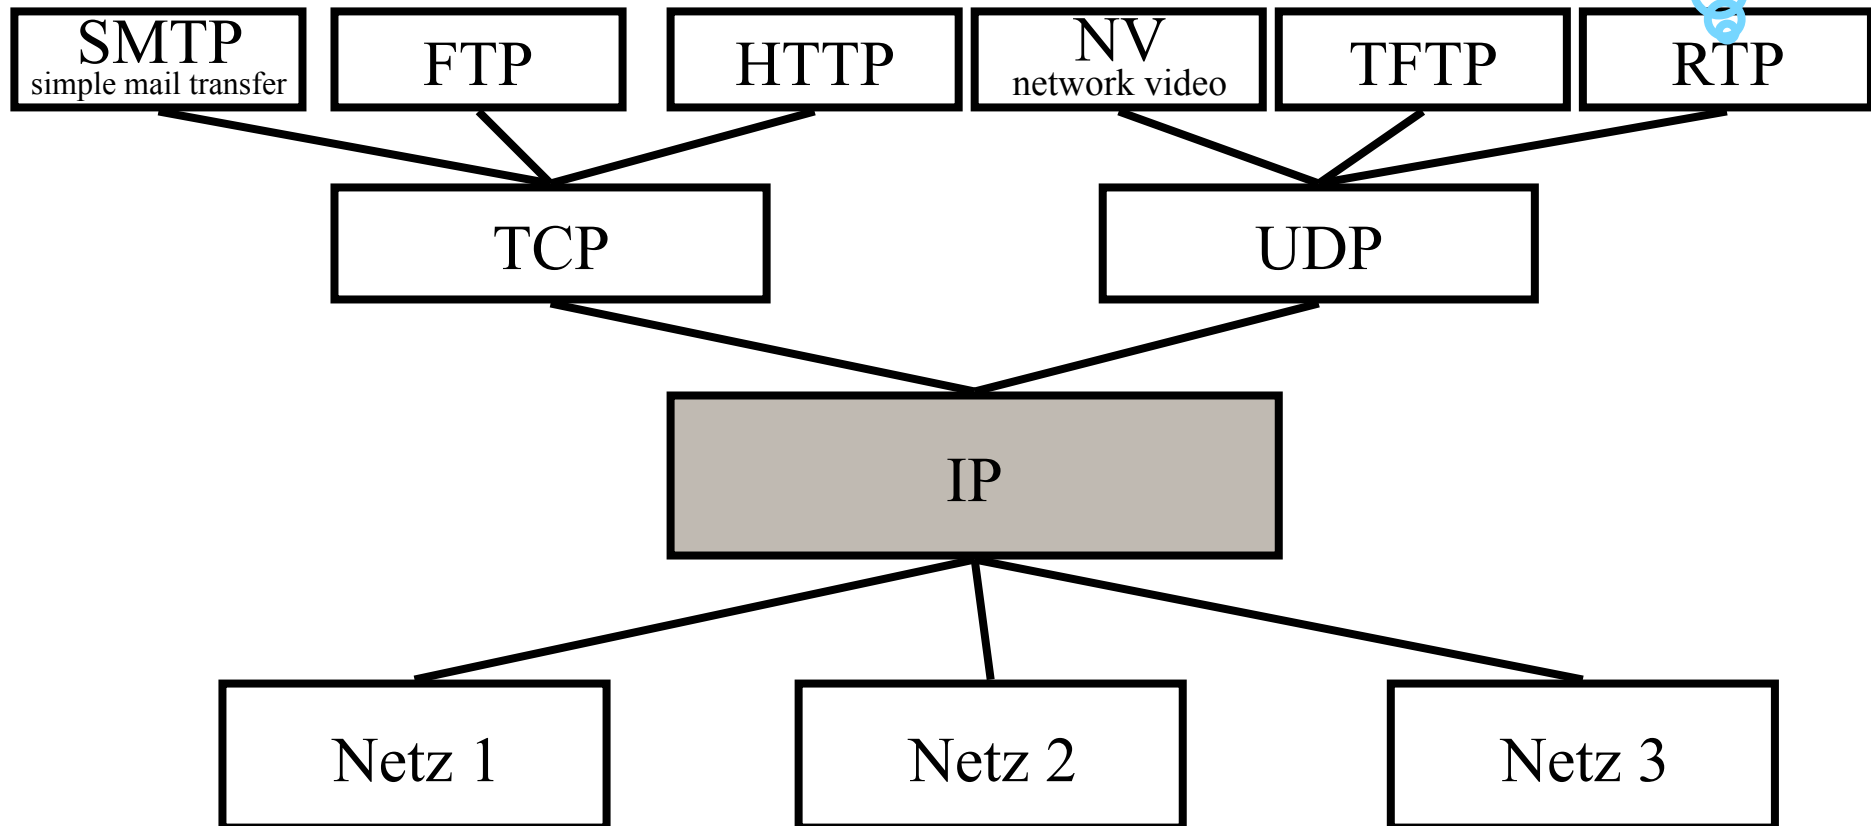 SMTP
simple mail transfer
FTP
HTTP
NV
network video
TFTP
RTP
TCP
UDP
IP
Netz 1
Netz 2
Netz 3